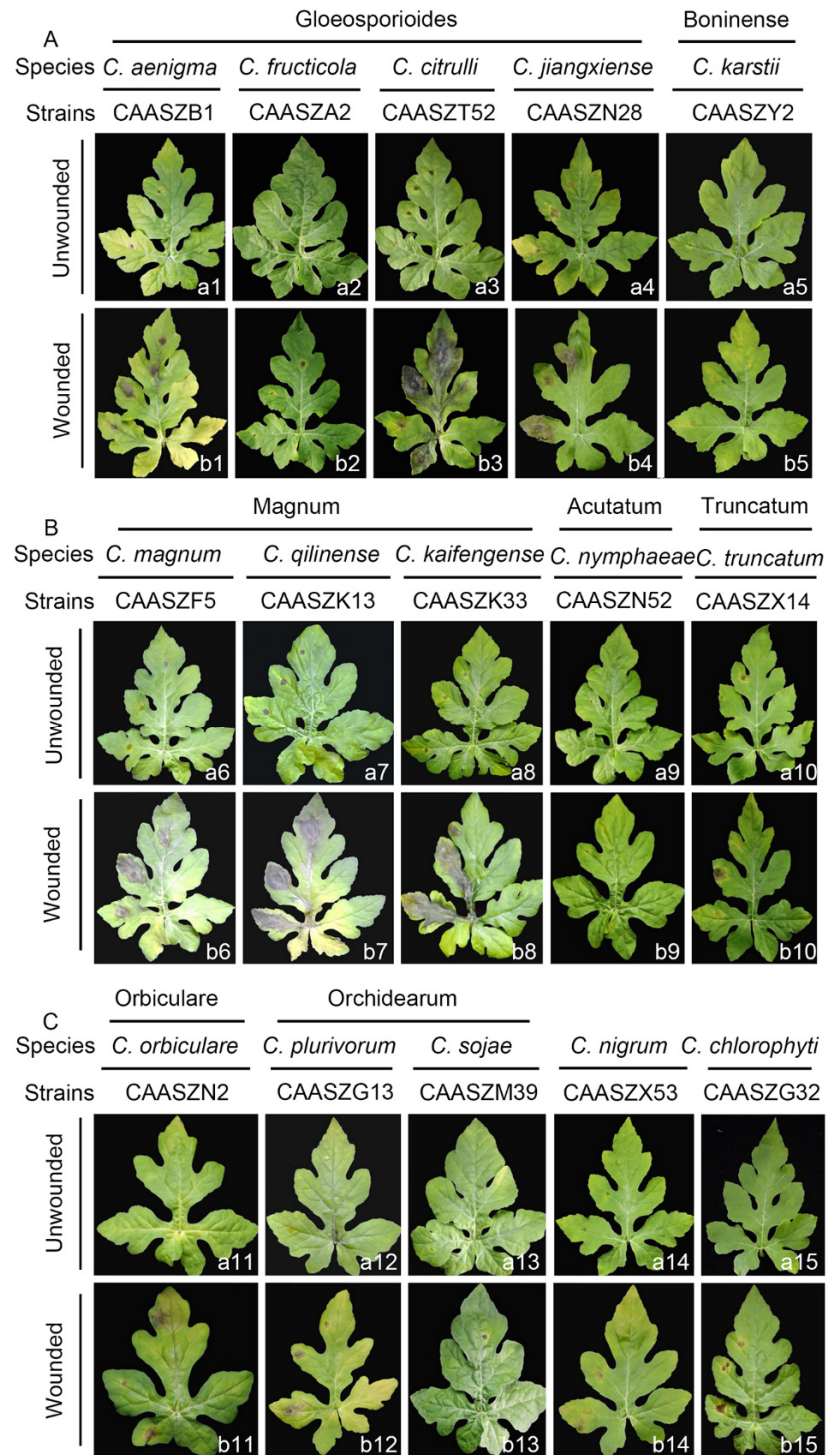 A
Gloeosporioides Boninense
Species C. aenigma C. fructicola C. citrulli C. jiangxiense C. karstii
Strains CAASZB1 CAASZA2 CAASZT52 CAASZN28 CAASZY2
Unwounded
a1 a2 a3 a4 a5
Wounded
b1 b2 b3 b4 b5
B
Magnum Acutatum Truncatum
Species C. magnum C. qilinense C. kaifengense C. nymphaeae C. truncatum
Strains CAASZF5 CAASZK13 CAASZK33 CAASZN52 CAASZX14
Unwounded
a6 a7 a8 a9 a10
Wounded
b6 b7 b8 b9 b10
Orbiculare Orchidearum
C
Species C. orbiculare C. plurivorum C. sojae C. nigrum C. chlorophyti
Strains CAASZN2 CAASZG13 CAASZM39 CAASZX53 CAASZG32
Unwounded
a11 a12 a13 a14 a15
Wounded
b11 b12 b13 b14 b15